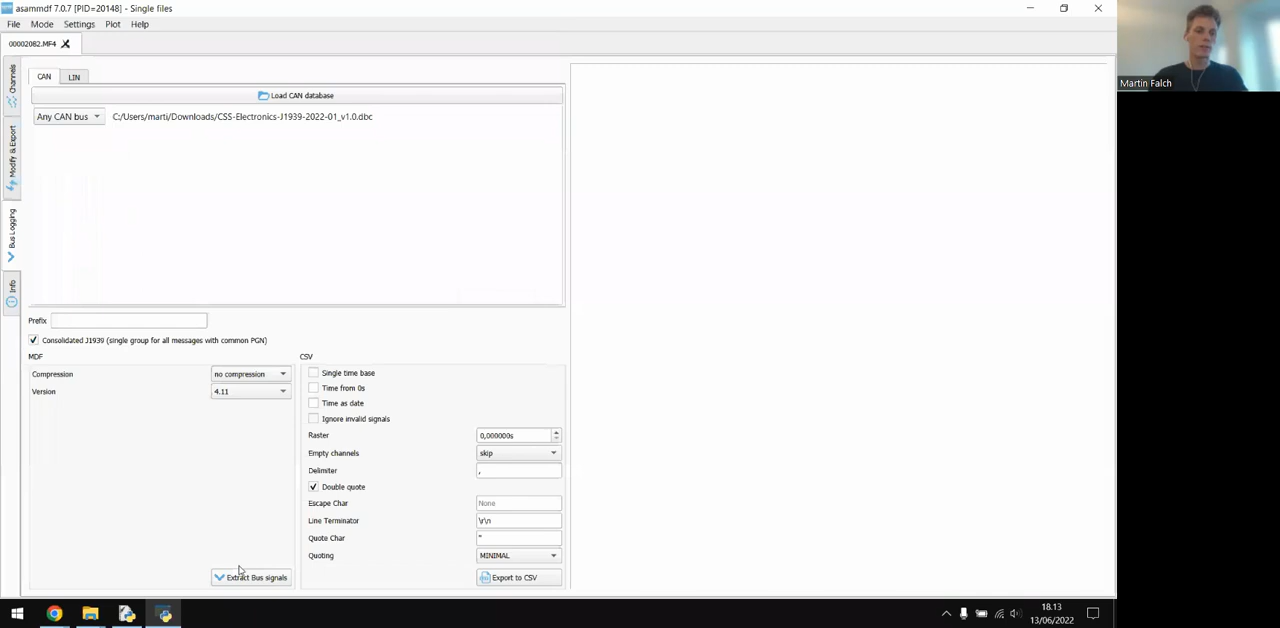 asammdf 7.0.7 [PID=20148] - Single files
File Mode Settings Plot Help
00002082.MF4
Channels
Modify & Export
Bus Logging
Info
CAN LIN
Load CAN database
Any CAN bus C:/Users/marti/Downloads/CSS-Electronics-J1939-2022-01_v1.0.dbc
Prefix
Consolidated J1939 (single group for all messages with common PGN)
MDF
Compression no compression
Version 4.11
Extract Bus signals
CSV
Single time base
Time from 0s
Time as date
Ignore invalid signals
Raster 0,000000s
Empty channels skip
Delimiter ,
Double quote
Escape Char None
Line Terminator \r\n
Quote Char "
Quoting MINIMAL
Export to CSV
Martin Falch
18.13
13/06/2022